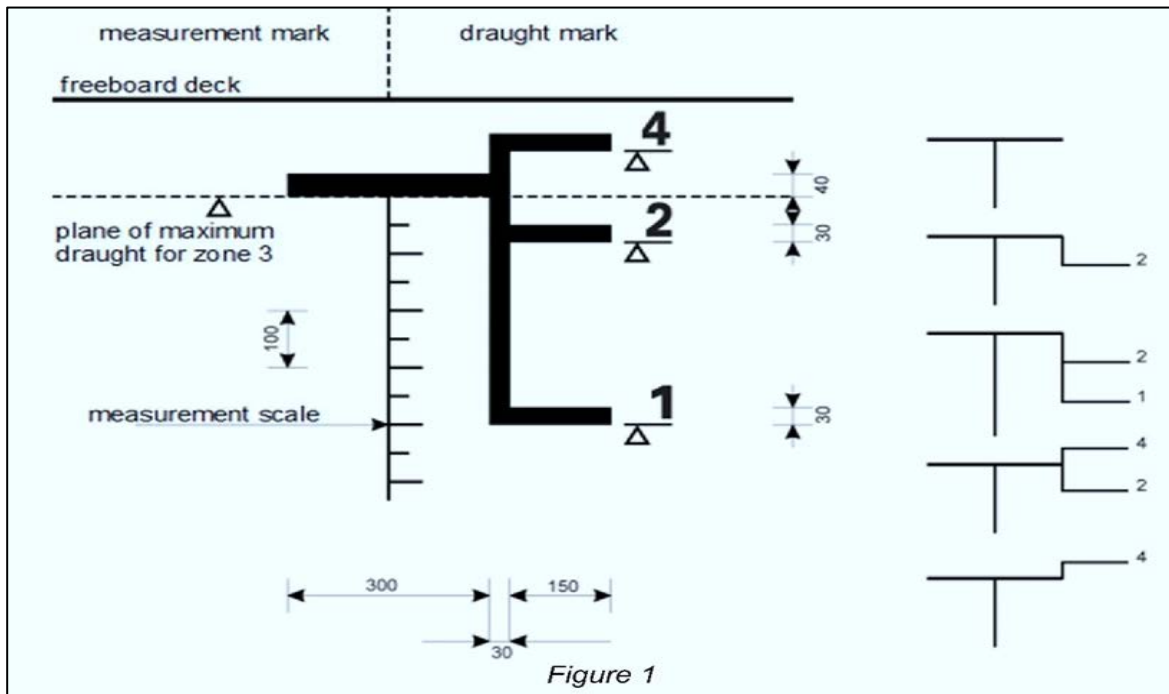 measurement mark
draught mark
freeboard deck
4
40
plane of maximum
draught for zone 3
2
30
100
measurement scale
1
30
300
150
30
2
2
1
4
2
4
Figure 1